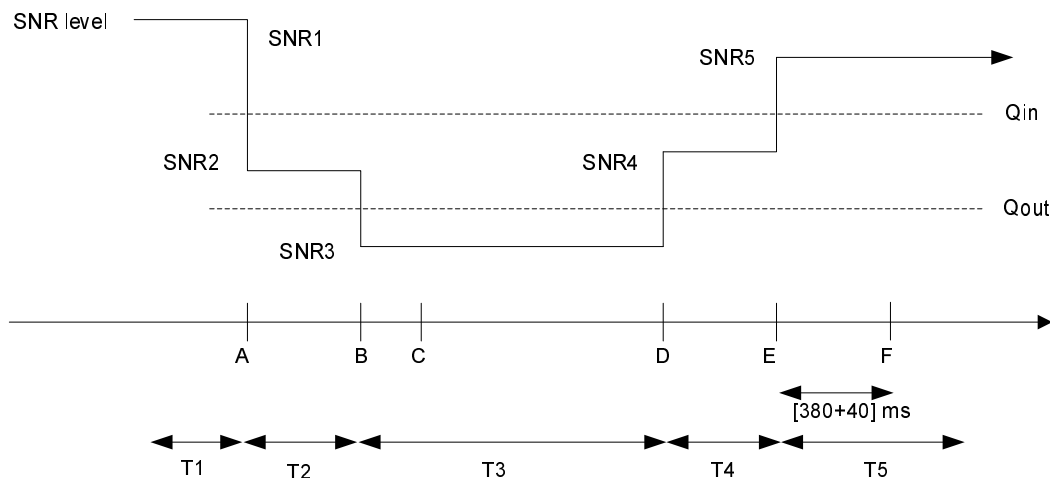 SNR level
SNR1
SNR5
Qin
SNR2
SNR4
Qout
SNR3
A B C D E F
[380+40] ms
T1 T2 T3 T4 T5